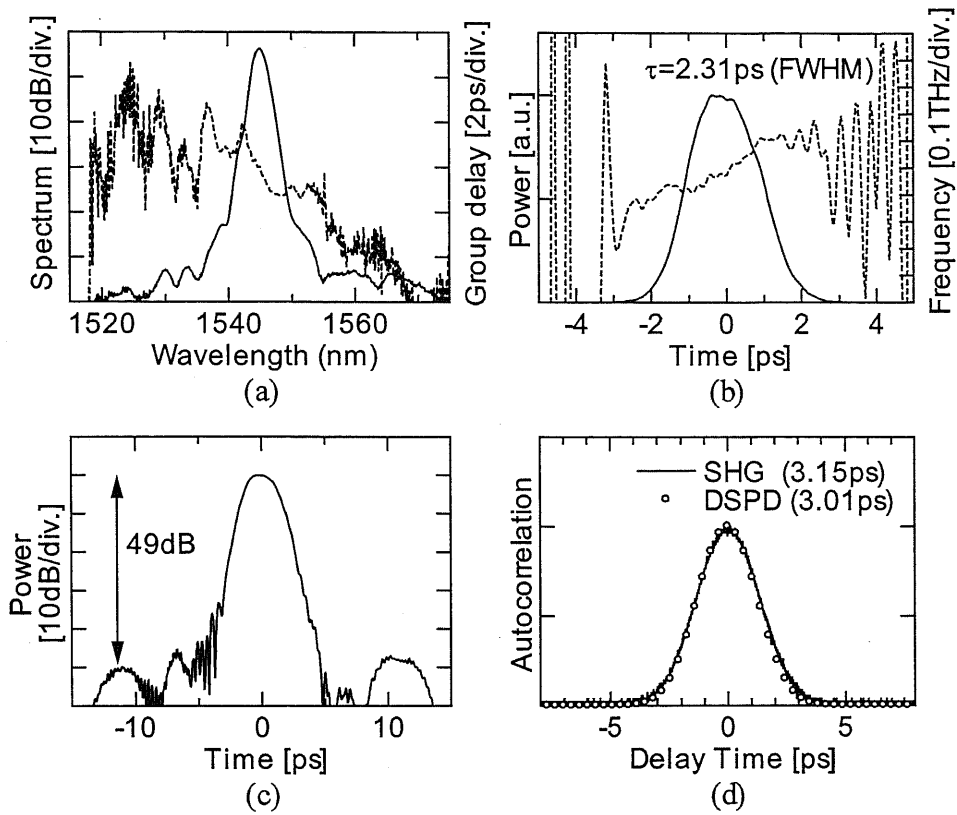 Spectrum [10dB/div.]
1520
1540
1560
Wavelength (nm)
Group delay [2ps/div.]
(a)
Power [a.u.]
τ=2.31ps (FWHM)
-4
-2
0
2
4
Time [ps]
Frequency [0.1THz/div.]
(b)
Power
[10dB/div.]
49dB
-10
0
10
Time [ps]
(c)
Autocorrelation
SHG (3.15ps)
DSPD (3.01ps)
-5
0
5
Delay Time [ps]
(d)